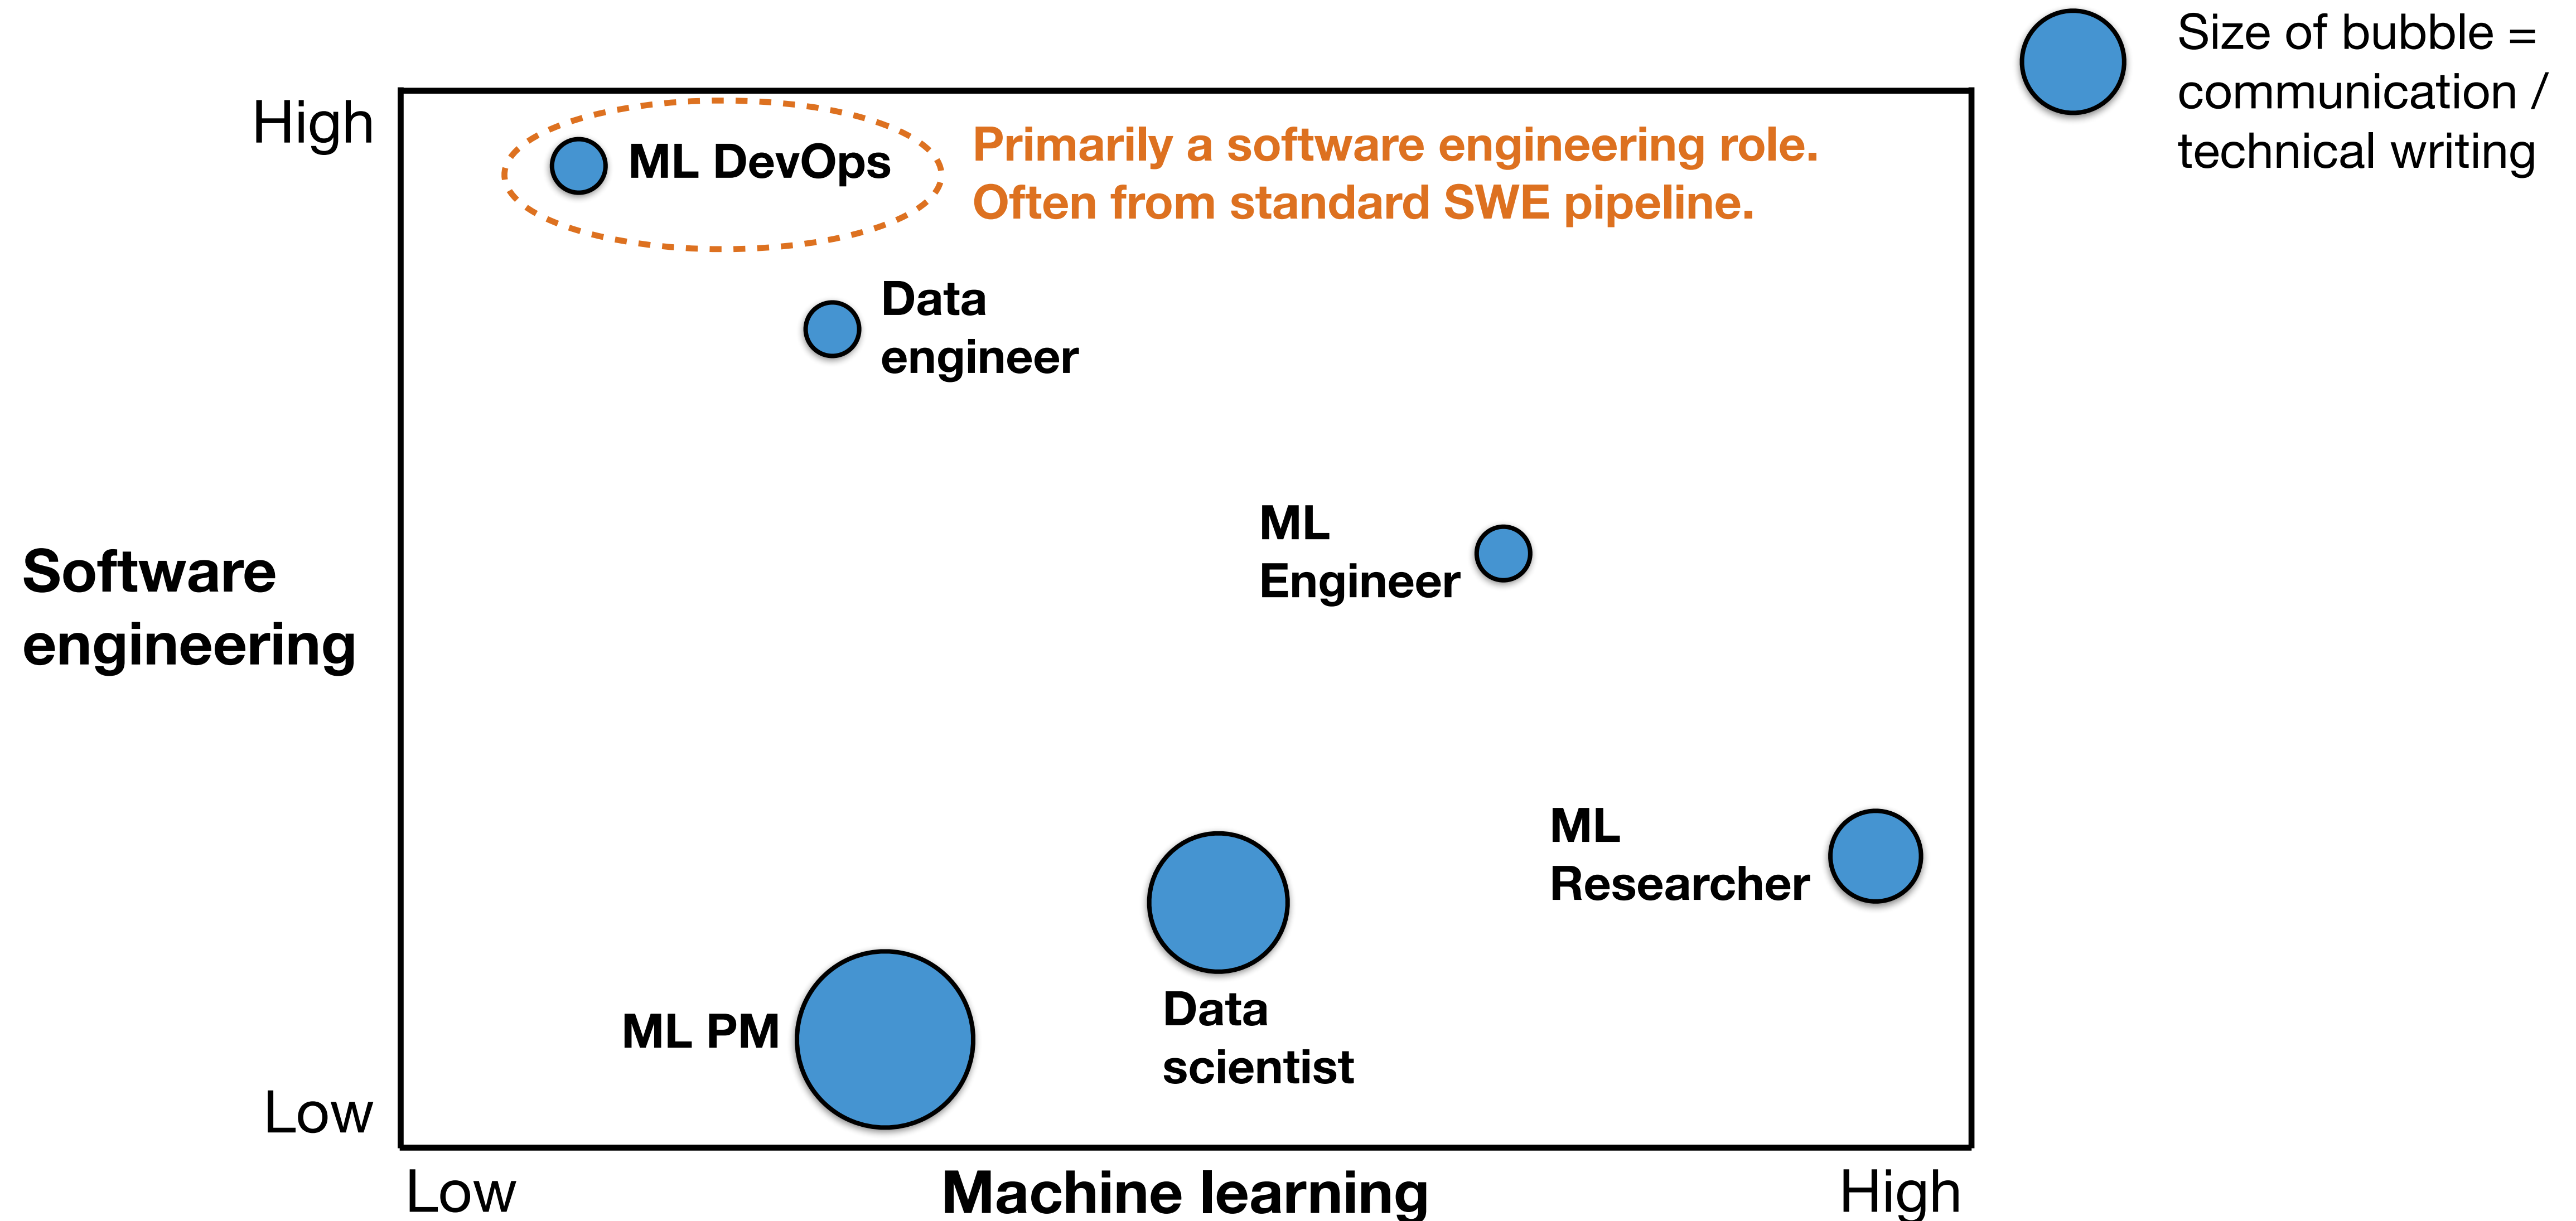 Size of bubble =
communication /
technical writing
High
ML DevOps
Primarily a software engineering role.
Often from standard SWE pipeline.
Data
engineer
ML
Engineer
Software
engineering
ML
Researcher
Data
scientist
ML PM
Low
Low
Machine learning
High